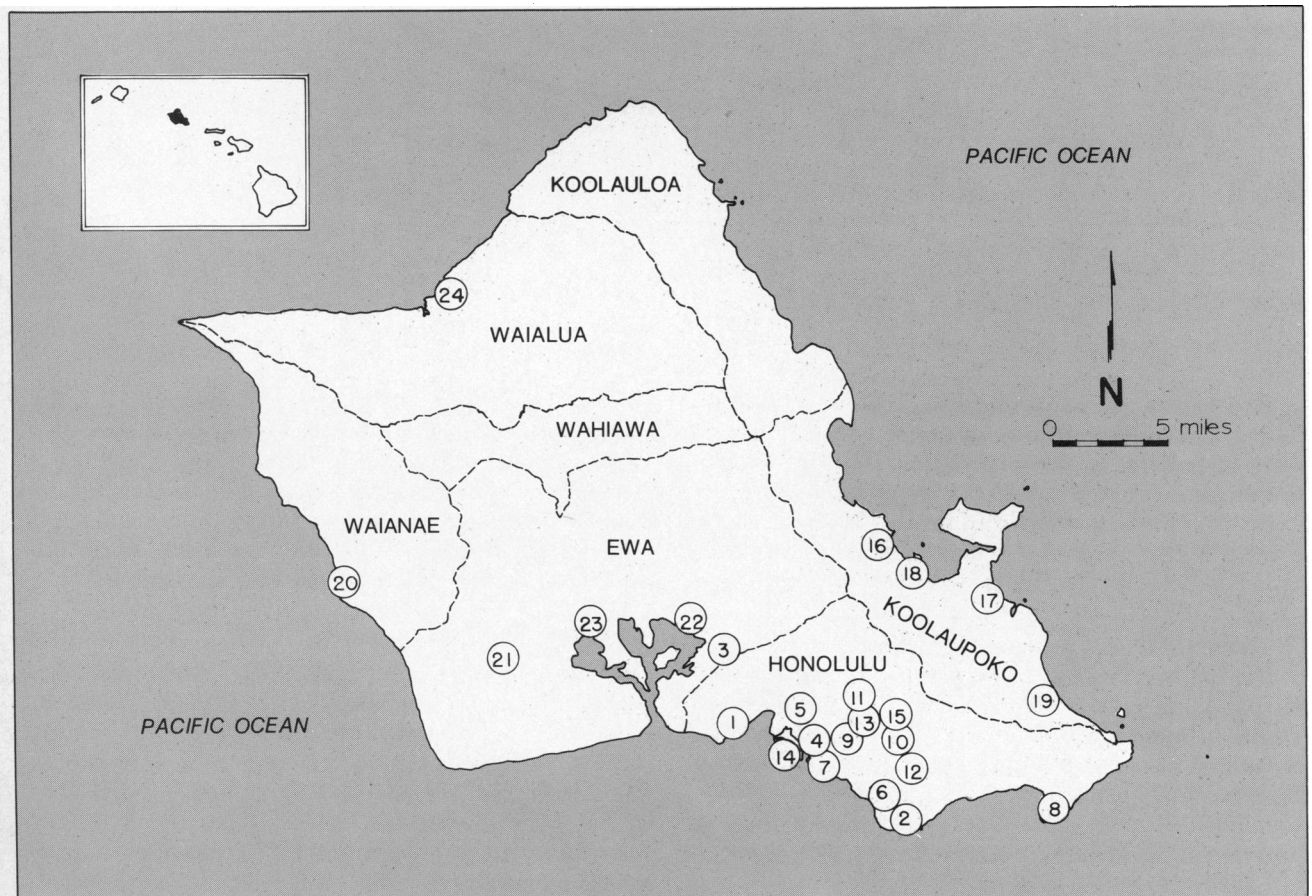 PACIFIC OCEAN
KOOLAULOA
24
WAIALUA
N
0 5 miles
WAHIAWA
WAIANAE
EWA
16
18
17
20
23
22
3
KOOLAUPOKO
21
HONOLULU
11
19
PACIFIC OCEAN
1
5
13
15
4
9
10
14
7
12
6
2
8